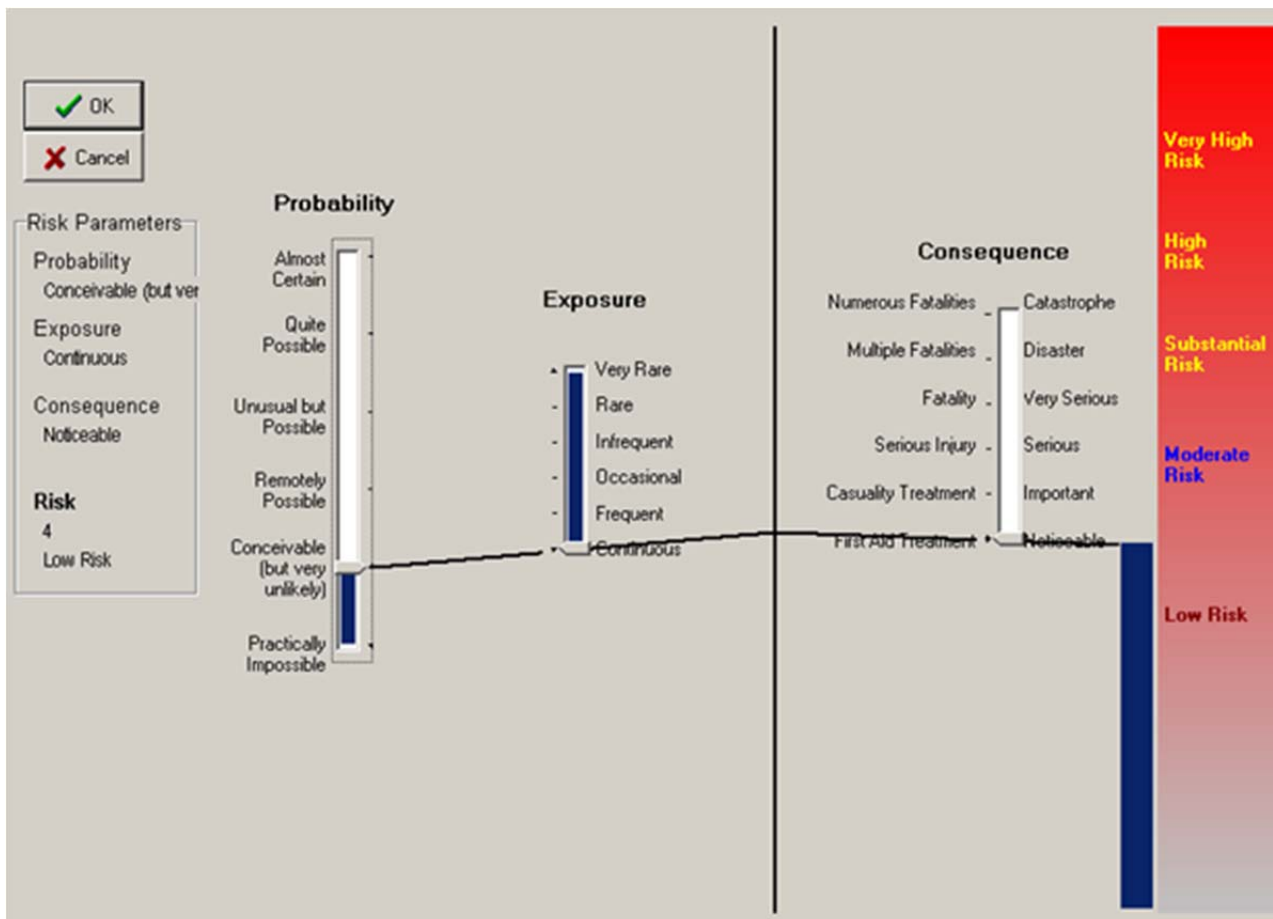 OK
Cancel
Risk Parameters
Probability
Conceivable (but ver
Exposure
Continuous
Consequence
Noticeable
Risk
4
Low Risk
Probability
Almost
Certain
Quite
Possible
Unusual but
Possible
Remotely
Possible
Conceivable
(but very
unlikely)
Practically
Impossible
Exposure
Very Rare
Rare
Infrequent
Occasional
Frequent
Continuous
Consequence
Numerous Fatalities
Catastrophe
Multiple Fatalities
Disaster
Fatality
Very Serious
Serious Injury
Serious
Casuality Treatment
Important
First Aid Treatment
Noticeable
Very High
Risk
High
Risk
Substantial
Risk
Moderate
Risk
Low Risk